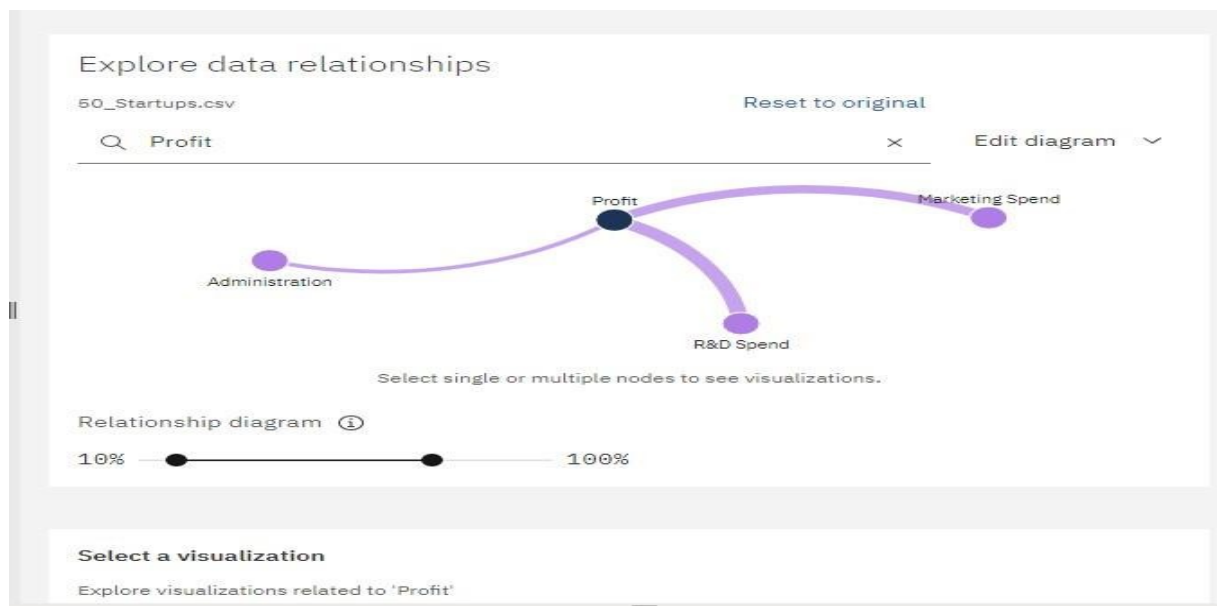 Explore data relationships
50_Startups.csv
Reset to original
Profit
Edit diagram
Profit
Marketing Spend
Administration
R&D Spend
Select single or multiple nodes to see visualizations.
Relationship diagram
10% 100%
Select a visualization
Explore visualizations related to 'Profit'